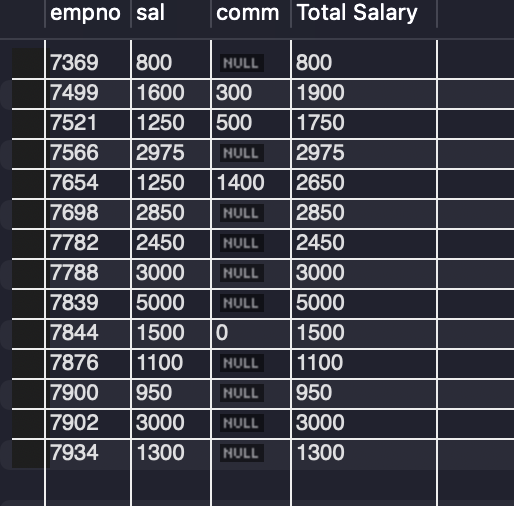 empno sal comm Total Salary
7369 800 NULL 800
7499 1600 300 1900
7521 1250 500 1750
7566 2975 NULL 2975
7654 1250 1400 2650
7698 2850 NULL 2850
7782 2450 NULL 2450
7788 3000 NULL 3000
7839 5000 NULL 5000
7844 1500 0 1500
7876 1100 NULL 1100
7900 950 NULL 950
7902 3000 NULL 3000
7934 1300 NULL 1300